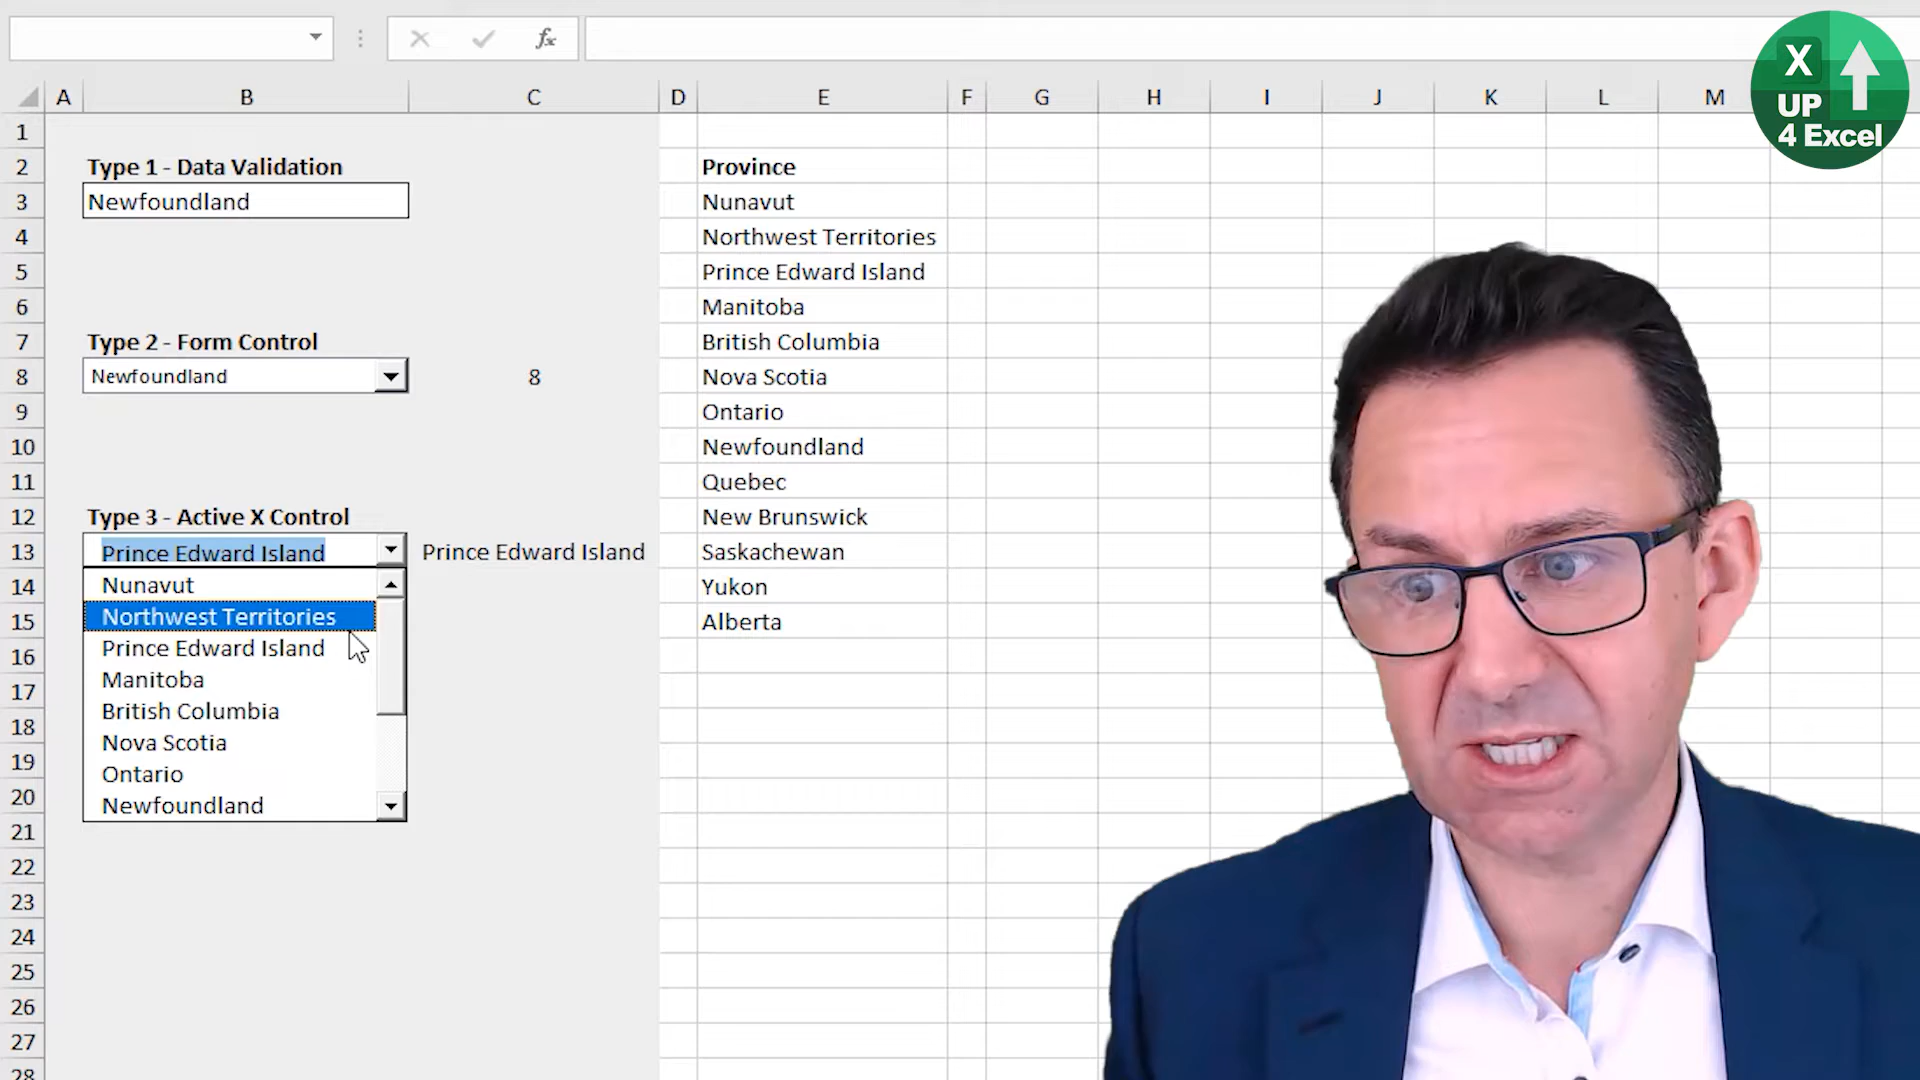 fx
X
UP
4 Excel
A B C D E F G H I J K L M
1
2 Type 1 - Data Validation Province
3 Newfoundland Nunavut
4 Northwest Territories
5 Prince Edward Island
6 Manitoba
7 Type 2 - Form Control British Columbia
8 Newfoundland 8 Nova Scotia
9 Ontario
10 Newfoundland
11 Quebec
12 Type 3 - Active X Control New Brunswick
13 Prince Edward Island Prince Edward Island Saskachewan
14 Nunavut Yukon
15 Northwest Territories Alberta
16 Prince Edward Island
17 Manitoba
18 British Columbia
19 Nova Scotia
20 Ontario
21 Newfoundland
22
23
24
25
26
27
28